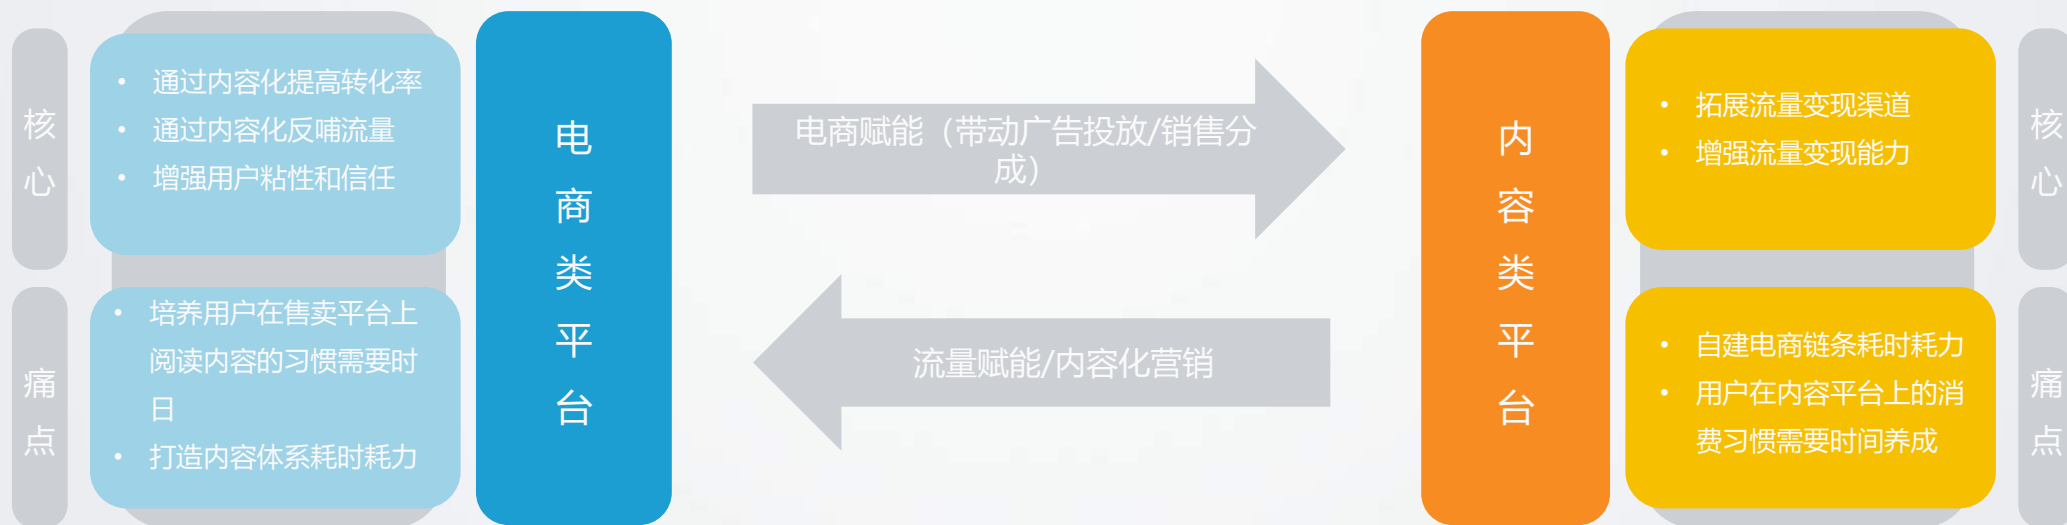 核
心
• 通过内容化提高转化率
• 通过内容化反哺流量
• 增强用户粘性和信任
痛
点
• 培养用户在售卖平台上
阅读内容的习惯需要时
日
• 打造内容体系耗时耗力
电
商
类
平
台
电商赋能（带动广告投放/销售分
成）
流量赋能/内容化营销
内
容
类
平
台
• 拓展流量变现渠道
• 增强流量变现能力
• 自建电商链条耗时耗力
• 用户在内容平台上的消
费习惯需要时间养成
核
心
痛
点